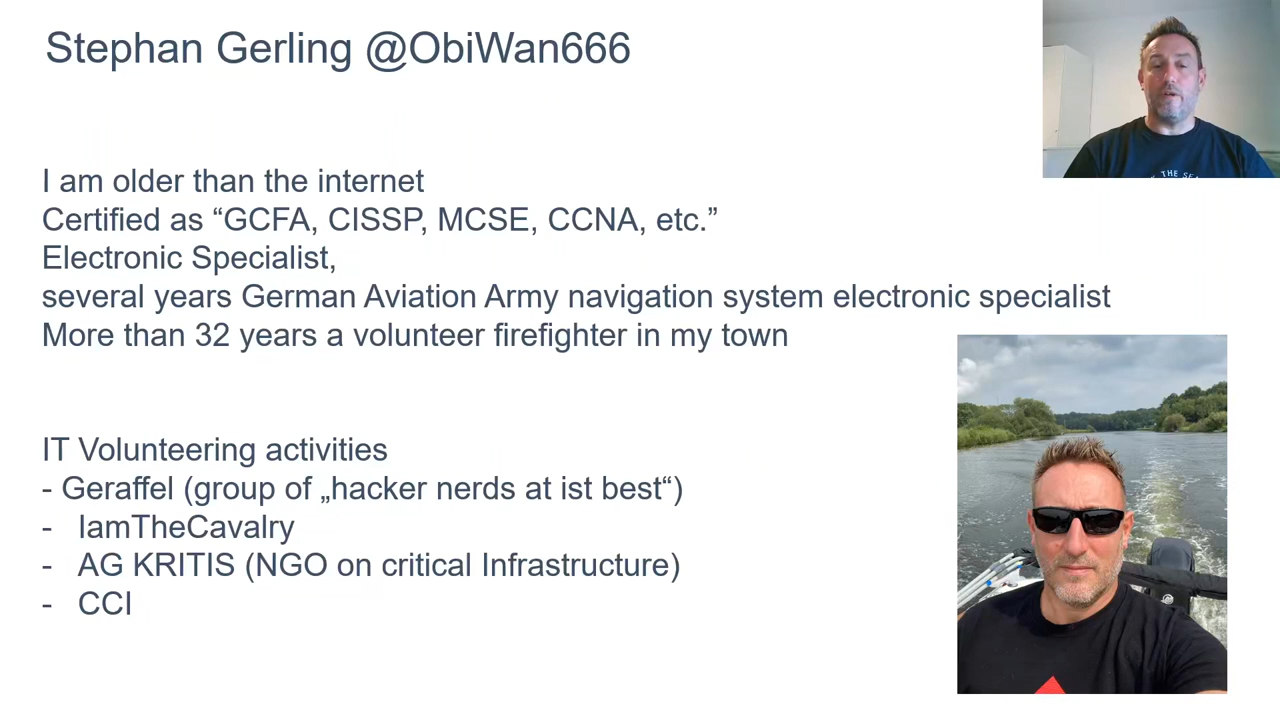 Stephan Gerling @ObiWan666
I am older than the internet
Certified as “GCFA, CISSP, MCSE, CCNA, etc.”
Electronic Specialist,
several years German Aviation Army navigation system electronic specialist
More than 32 years a volunteer firefighter in my town
IT Volunteering activities
- Geraffel (group of „hacker nerds at ist best“)
- IamTheCavalry
- AG KRITIS (NGO on critical Infrastructure)
- CCI
THE